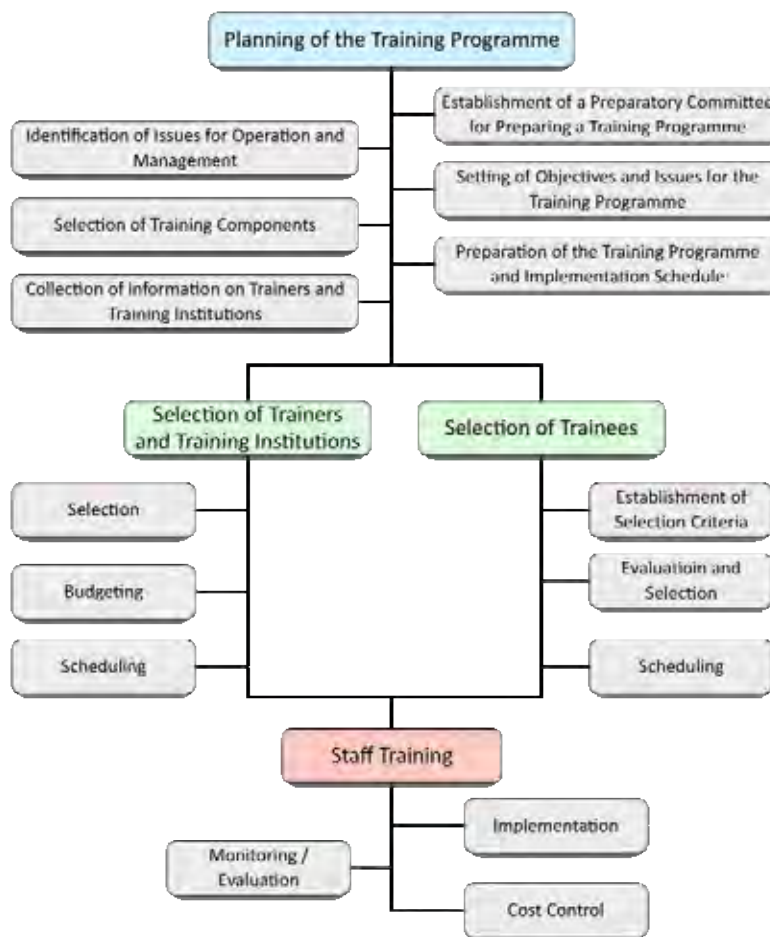 Planning of the Training Programme
Establishment of a Preparatory Committee
for Preparing a Training Programme
Identification of Issues for Operation and
Management
Setting of Objectives and Issues for the
Training Programme
Selection of Training Components
Preparation of the Training Programme
and Implementation Schedule
Collection of Information on Trainers and
Training Institutions
Selection of Trainers
and Training Institutions
Selection of Trainees
Selection
Establishment of
Selection Criteria
Budgeting
Evaluatioin and
Selection
Scheduling
Scheduling
Staff Training
Implementation
Monitoring /
Evaluation
Cost Control